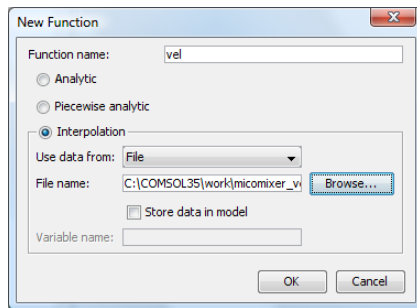 New Function
Function name: vel
Analytic
Piecewise analytic
Interpolation
Use data from: File
File name: C:\COMSOL35\work\micomixer_v Browse...
Store data in model
Variable name:
OK Cancel